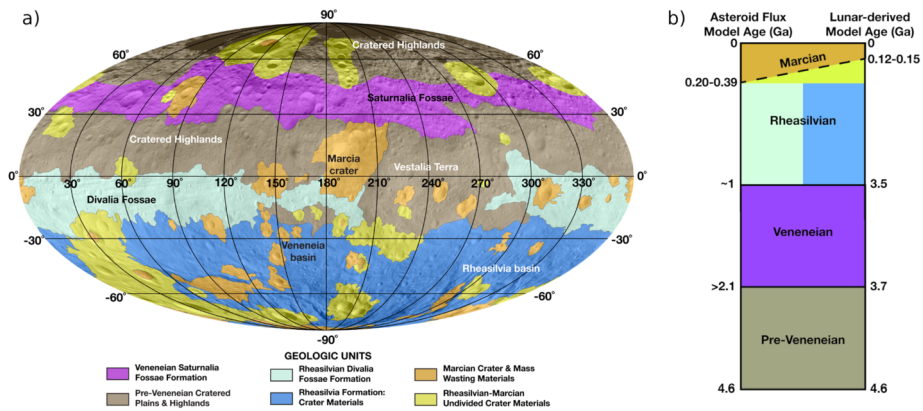 a)
90°
Cratered Highlands
60°
60°
Saturnalia Fossae
30°
30°
Cratered Highlands
Marcia
crater
Vestalia Terra
0°
30° 60° 90° 120° 150° 180° 210° 240° 270° 300° 330°
0°
Divalia Fossae
-30°
-30°
Veneneia
basin
Rheasilvia basin
-60°
-60°
-90°
GEOLOGIC UNITS
Veneneian Saturnalia
Fossae Formation
Rheasilvian Divalia
Fossae Formation
Marcian Crater & Mass
Wasting Materials
Pre-Veneneian Cratered
Plains & Highlands
Rheasilvia Formation:
Crater Materials
Rheasilvian-Marcian
Undivided Crater Materials
b)
Asteroid Flux
Model Age (Ga)
Lunar-derived
Model Age (Ga)
0
0
Marcian
0.12-0.15
0.20-0.39
Rheasilvian
~1
3.5
Veneneian
>2.1
3.7
Pre-Veneneian
4.6
4.6